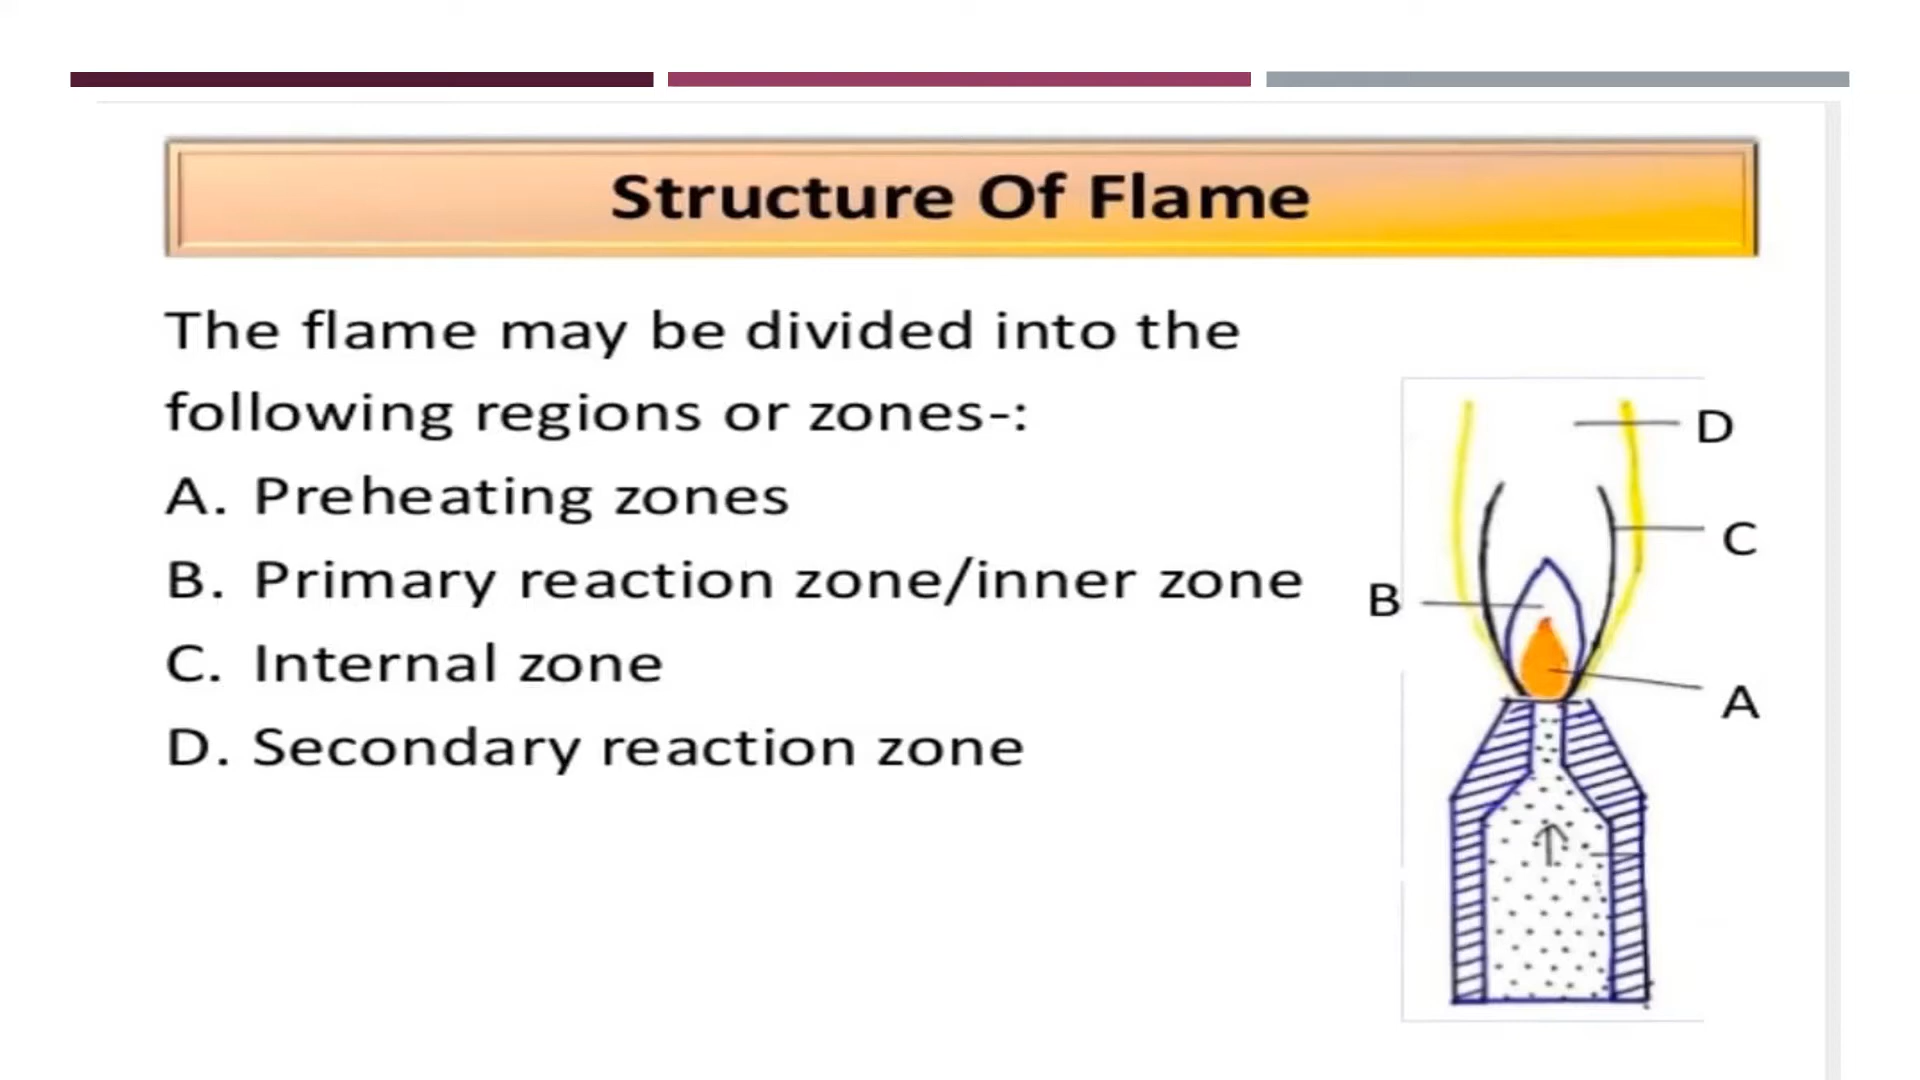 Structure Of Flame
The flame may be divided into the
following regions or zones-:
A. Preheating zones
B. Primary reaction zone/inner zone
C. Internal zone
D. Secondary reaction zone
D
C
B
A